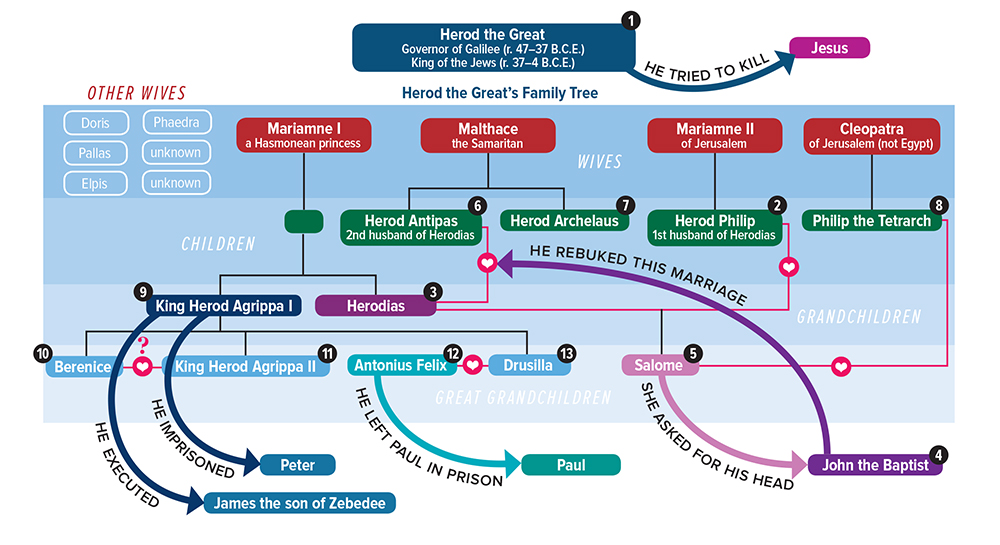 1
Herod the Great
Governor of Galilee (r. 47–37 B.C.E.)
King of the Jews (r. 37–4 B.C.E.)
HE TRIED TO KILL
Jesus
Herod the Great's Family Tree
OTHER WIVES
Doris
Phaedra
Pallas
unknown
Elpis
unknown
Mariamne I
a Hasmonean princess
Malthace
the Samaritan
Mariamne II
of Jerusalem
Cleopatra
of Jerusalem (not Egypt)
WIVES
CHILDREN
6
Herod Antipas
2nd husband of Herodias
7
Herod Archelaus
2
Herod Philip
1st husband of Herodias
8
Philip the Tetrarch
HE REBUKED THIS MARRIAGE
9
King Herod Agrippa I
3
Herodias
GRANDCHILDREN
10
Berenice
?
11
King Herod Agrippa II
12
Antonius Felix
13
Drusilla
5
Salome
GREAT GRANDCHILDREN
HE EXECUTED
HE IMPRISONED
HE LEFT PAUL IN PRISON
SHE ASKED FOR HIS HEAD
Peter
Paul
4
John the Baptist
James the son of Zebedee